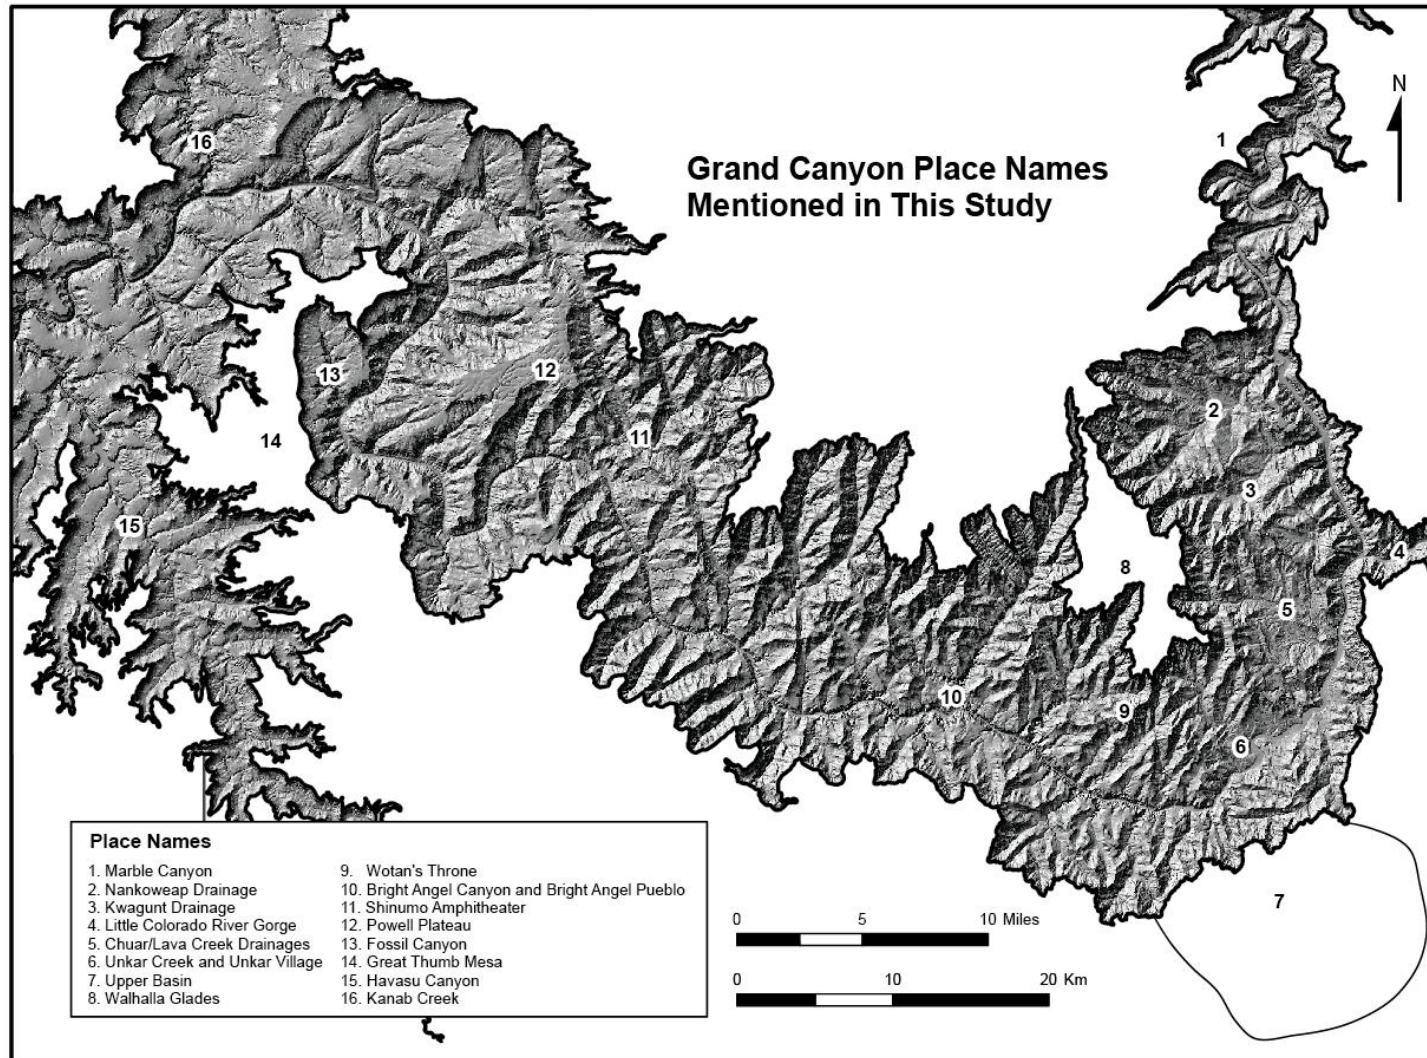 Grand Canyon Place Names
Mentioned in This Study
N
1
16
2
13
12
14
11
3
15
4
8
5
10
9
6
7
Place Names
1. Marble Canyon
2. Nankoweap Drainage
3. Kwagunt Drainage
4. Little Colorado River Gorge
5. Chuar/Lava Creek Drainages
6. Unkar Creek and Unkar Village
7. Upper Basin
8. Walhalla Glades
9. Wotan's Throne
10. Bright Angel Canyon and Bright Angel Pueblo
11. Shinumo Amphitheater
12. Powell Plateau
13. Fossil Canyon
14. Great Thumb Mesa
15. Havasu Canyon
16. Kanab Creek
0 5 10 Miles
0 10 20 Km